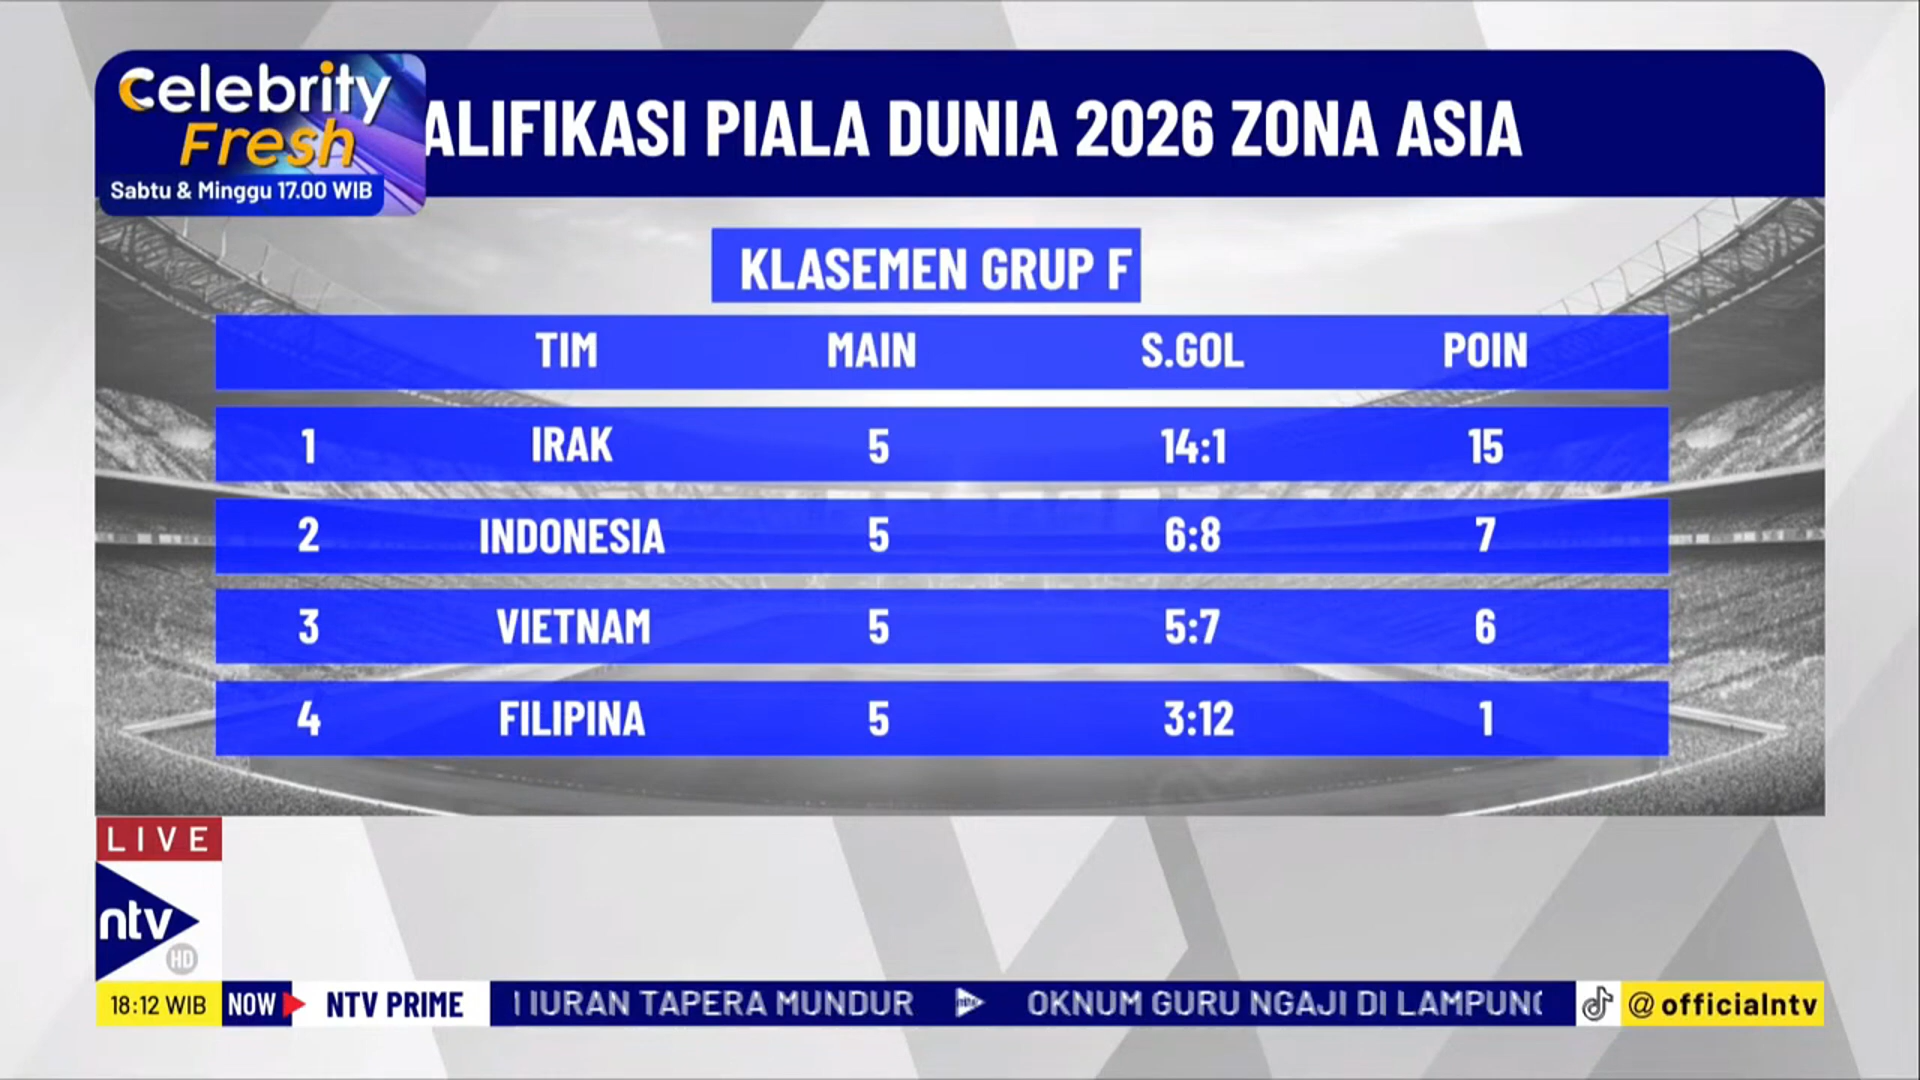 Celebrity
Fresh
Sabtu & Minggu 17.00 WIB
ALIFIKASI PIALA DUNIA 2026 ZONA ASIA
KLASEMEN GRUP F
TIM MAIN S.GOL POIN
1 IRAK 5 14:1 15
2 INDONESIA 5 6:8 7
3 VIETNAM 5 5:7 6
4 FILIPINA 5 3:12 1
LIVE
ntv
HD
18:12 WIB NOW NTV PRIME IURAN TAPERA MUNDUR ntv OKNUM GURU NGAJI DI LAMPUNG @officialntv